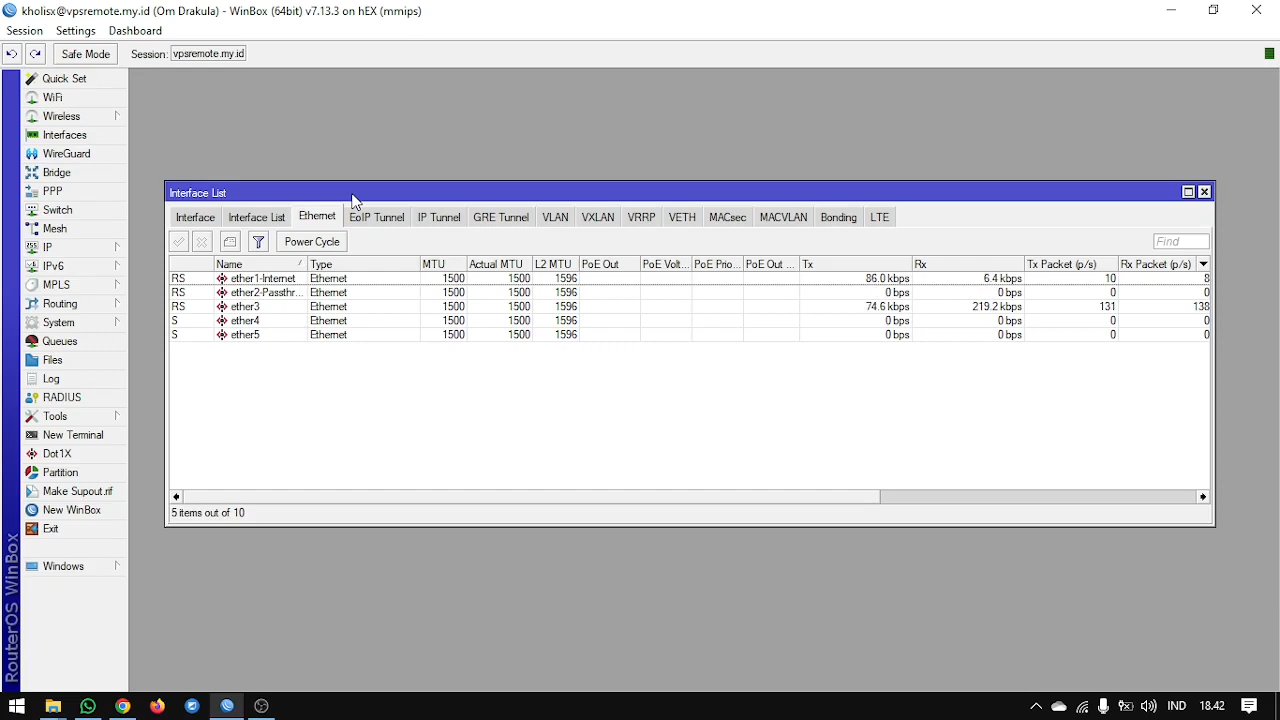 kholisx@vpsremote.my.id (Om Drakula) - WinBox (64bit) v7.13.3 on hEX (mmips)
Session Settings Dashboard
Safe Mode Session: vpsremote.my.id
Quick Set
WiFi
Wireless
Interfaces
WireGuard
Bridge
PPP
Switch
Mesh
IP
IPv6
MPLS
Routing
System
Queues
Files
Log
RADIUS
Tools
New Terminal
Dot1X
Partition
Make Supout.rif
New WinBox
Exit
Windows
RouterOS WinBox
Interface List
Interface Interface List Ethernet EoIP Tunnel IP Tunnel GRE Tunnel VLAN VXLAN VRRP VETH MACsec MACVLAN Bonding LTE
Power Cycle Find
Name Type MTU Actual MTU L2 MTU PoE Out PoE Volt... PoE Prio... PoE Out ... Tx Rx Tx Packet (p/s) Rx Packet (p/s)
RS ether1-Internet Ethernet 1500 1500 1596 86.0 kbps 6.4 kbps 10 8
RS ether2-Passthr... Ethernet 1500 1500 1596 0 bps 0 bps 0 0
RS ether3 Ethernet 1500 1500 1596 74.6 kbps 219.2 kbps 131 138
S ether4 Ethernet 1500 1500 1596 0 bps 0 bps 0 0
S ether5 Ethernet 1500 1500 1596 0 bps 0 bps 0 0
5 items out of 10
IND 18.42